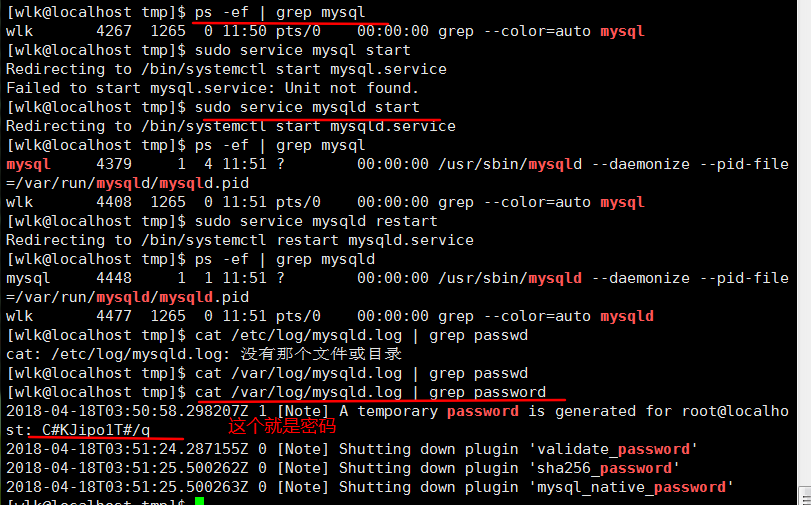 [wlk@localhost tmp]$ ps -ef | grep mysql
wlk      4267  1265  0 11:50 pts/0    00:00:00 grep --color=auto mysql
[wlk@localhost tmp]$ sudo service mysql start
Redirecting to /bin/systemctl start mysql.service
Failed to start mysql.service: Unit not found.
[wlk@localhost tmp]$ sudo service mysqld start
Redirecting to /bin/systemctl start mysqld.service
[wlk@localhost tmp]$ ps -ef | grep mysql
mysql     4379     1  4 11:51 ?        00:00:00 /usr/sbin/mysqld --daemonize --pid-file
=/var/run/mysqld/mysqld.pid
wlk      4408  1265  0 11:51 pts/0    00:00:00 grep --color=auto mysql
[wlk@localhost tmp]$ sudo service mysqld restart
Redirecting to /bin/systemctl restart mysqld.service
[wlk@localhost tmp]$ ps -ef | grep mysqld
mysql     4448     1  1 11:51 ?        00:00:00 /usr/sbin/mysqld --daemonize --pid-file
=/var/run/mysqld/mysqld.pid
wlk      4477  1265  0 11:51 pts/0    00:00:00 grep --color=auto mysqld
[wlk@localhost tmp]$ cat /etc/log/mysqld.log | grep passwd
cat: /etc/log/mysqld.log: 没有那个文件或目录
[wlk@localhost tmp]$ cat /var/log/mysqld.log | grep passwd
[wlk@localhost tmp]$ cat /var/log/mysqld.log | grep password
2018-04-18T03:50:58.298207Z 1 [Note] A temporary password is generated for root@localho
st: C#KJipo1T#/q 这个就是密码
2018-04-18T03:51:24.287155Z 0 [Note] Shutting down plugin 'validate_password'
2018-04-18T03:51:25.500262Z 0 [Note] Shutting down plugin 'sha256_password'
2018-04-18T03:51:25.500263Z 0 [Note] Shutting down plugin 'mysql_native_password'
[wlk@localhost tmp]$